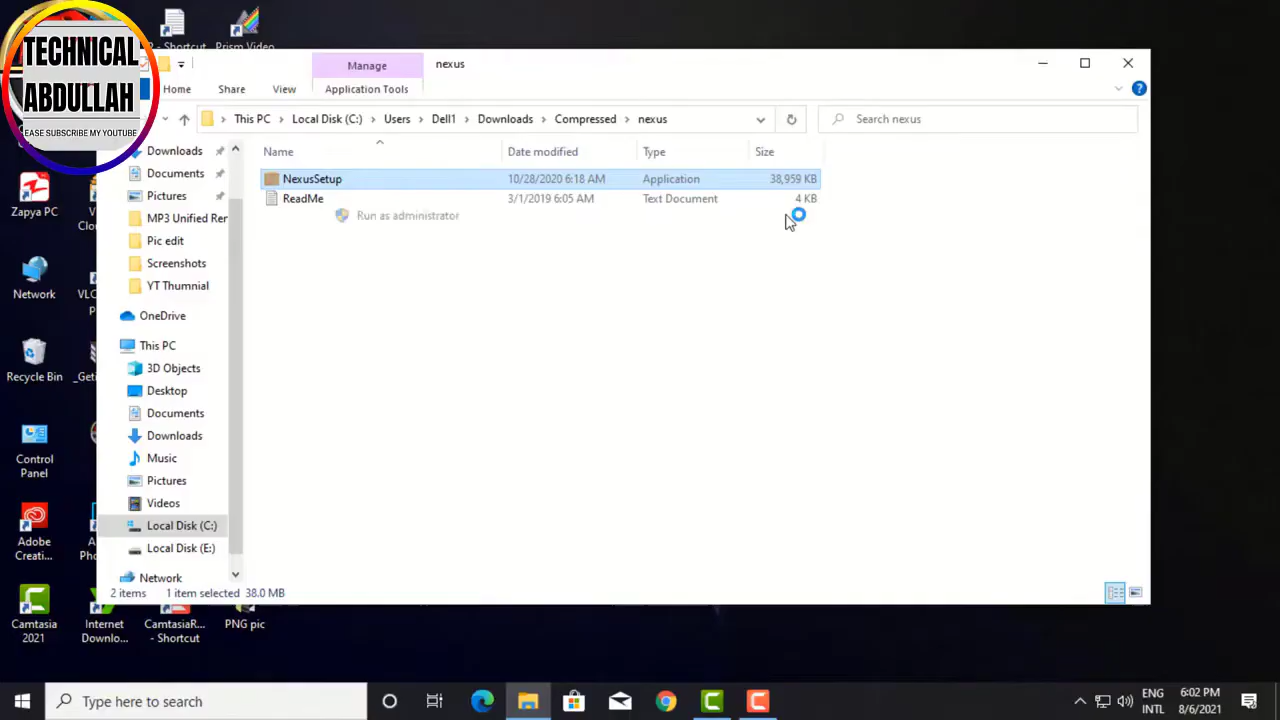 TECHNICAL
ABDULLAH
EASE SUBSCRIBE MY YOUTUBE
- Shortcut
Prism Video
Manage
nexus
Home
Share
View
Application Tools
This PC
Local Disk (C:)
Users
Dell1
Downloads
Compressed
nexus
Search nexus
Name
Date modified
Type
Size
NexusSetup
10/28/2020 6:18 AM
Application
38,959 KB
ReadMe
3/1/2019 6:05 AM
Text Document
4 KB
Run as administrator
Downloads
Documents
Pictures
MP3 Unified Rer
Pic edit
Screenshots
YT Thumnial
OneDrive
This PC
3D Objects
Desktop
Documents
Downloads
Music
Pictures
Videos
Local Disk (C:)
Local Disk (E:)
Network
2 items
1 item selected
38.0 MB
Zapya PC
Network
Recycle Bin
Control
Panel
Adobe
Creati...
Camtasia
2021
Internet
Downlo...
CamtasiaR...
- Shortcut
PNG pic
Type here to search
ENG
INTL
6:02 PM
8/6/2021